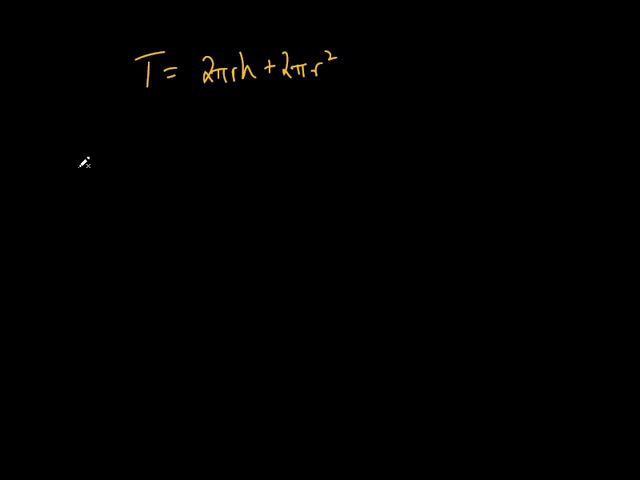 T = 2πrh + 2πr²